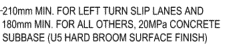 210mm MIN. FOR LEFT TURN SLIP LANES AND
180mm MIN. FOR ALL OTHERS, 20MPa CONCRETE
SUBBASE (U5 HARD BROOM SURFACE FINISH)